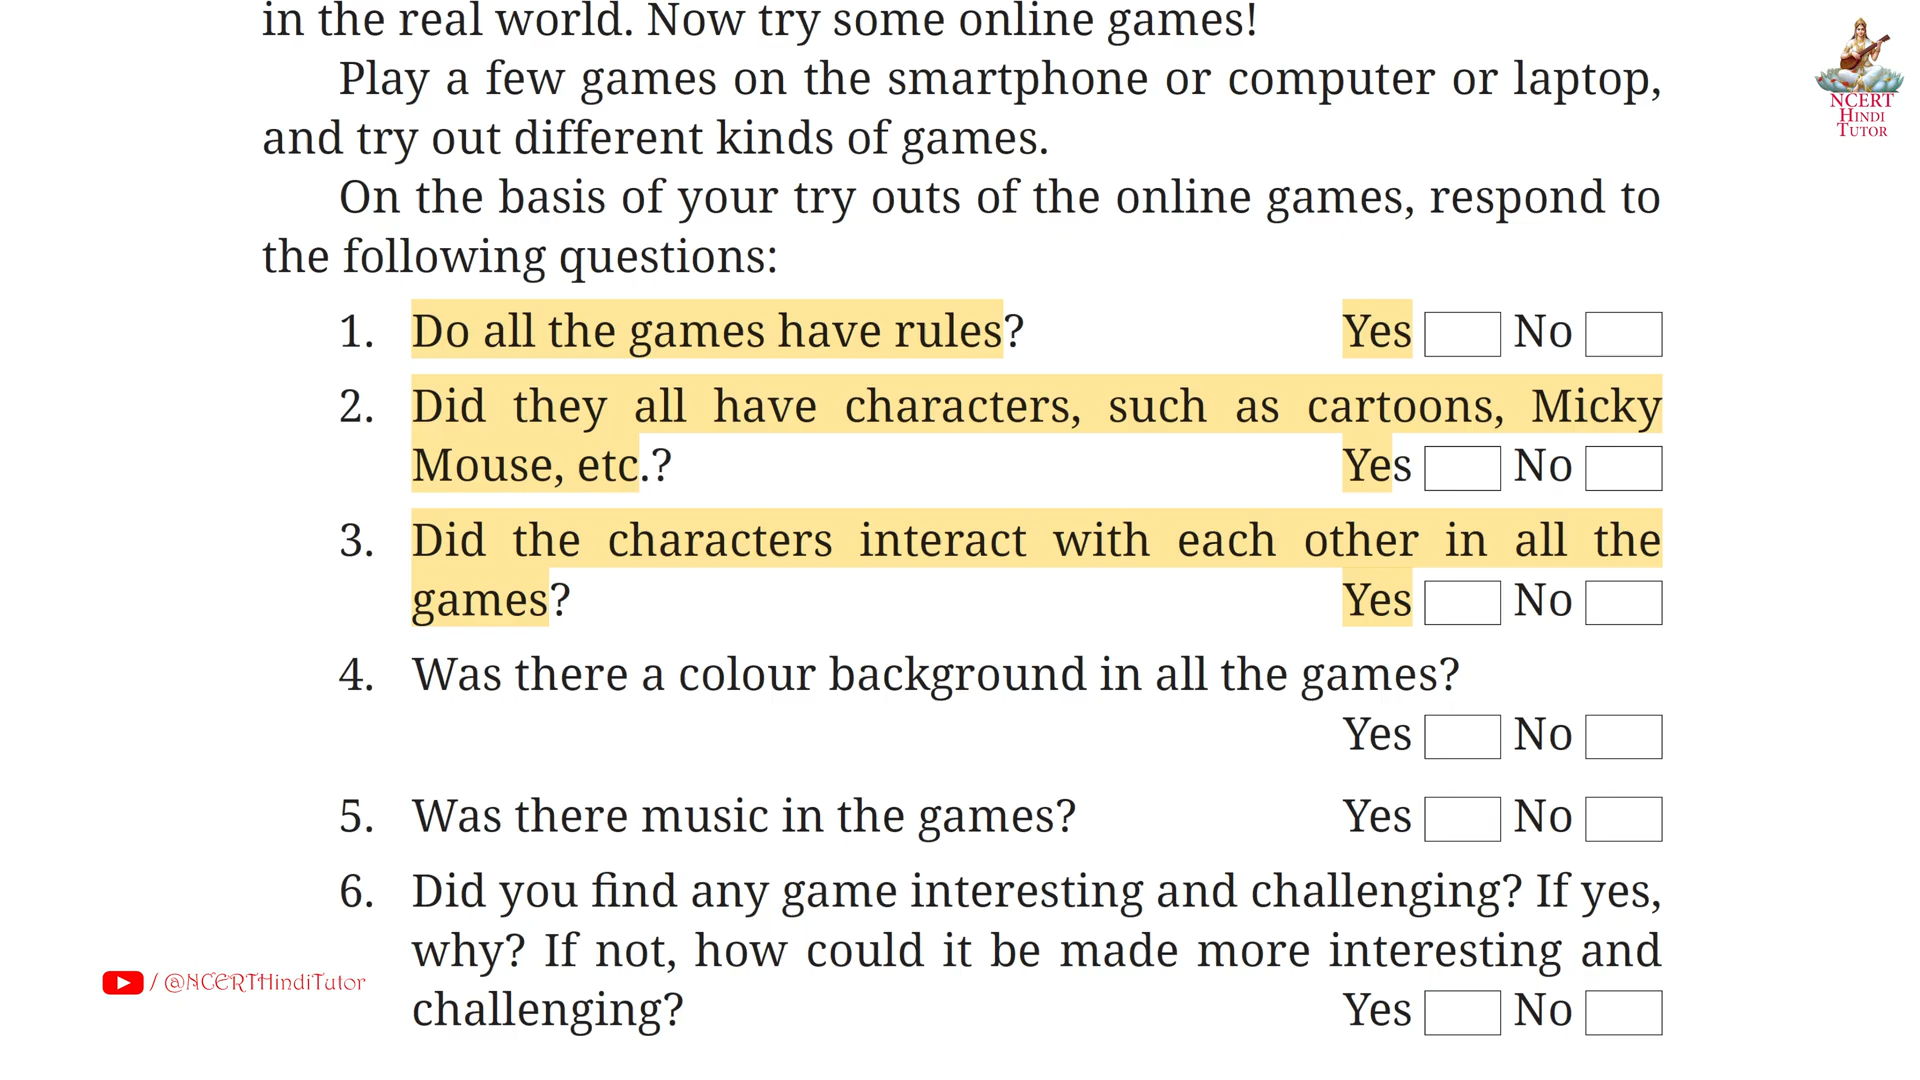 in the real world. Now try some online games!
Play a few games on the smartphone or computer or laptop,
and try out different kinds of games.
On the basis of your try outs of the online games, respond to
the following questions:
1. Do all the games have rules? Yes No
2. Did they all have characters, such as cartoons, Micky
Mouse, etc.? Yes No
3. Did the characters interact with each other in all the
games? Yes No
4. Was there a colour background in all the games?
Yes No
5. Was there music in the games? Yes No
6. Did you find any game interesting and challenging? If yes,
why? If not, how could it be made more interesting and
challenging? Yes No
NCERT
HINDI
TUTOR
/ @NCERTHindiTutor